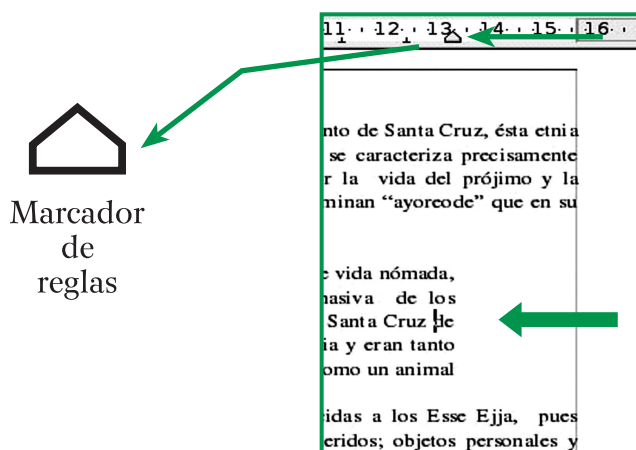 11 12 13 14 15 16
Marcador
de
reglas
nto de Santa Cruz, ésta etnia
se caracteriza precisamente
r la vida del prójimo y la
minan “ayoreode” que en su
e vida nómada,
nasiva de los
Santa Cruz de
ia y eran tanto
omo un animal
idas a los Esse Ejja, pues
eridos; objetos personales y